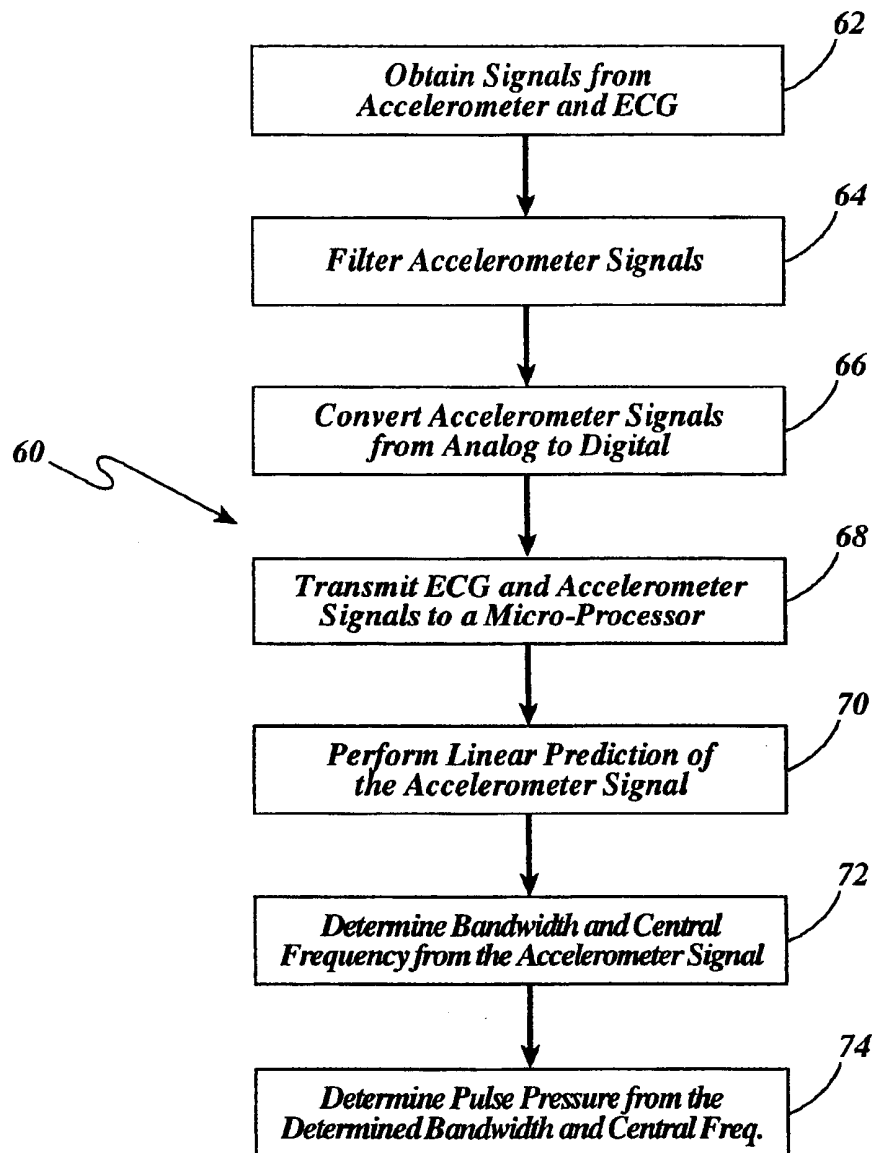 62
Obtain Signals from
Accelerometer and ECG
64
Filter Accelerometer Signals
66
Convert Accelerometer Signals
from Analog to Digital
60
68
Transmit ECG and Accelerometer
Signals to a Micro-Processor
70
Perform Linear Prediction of
the Accelerometer Signal
72
Determine Bandwidth and Central
Frequency from the Accelerometer Signal
74
Determine Pulse Pressure from the
Determined Bandwidth and Central Freq.